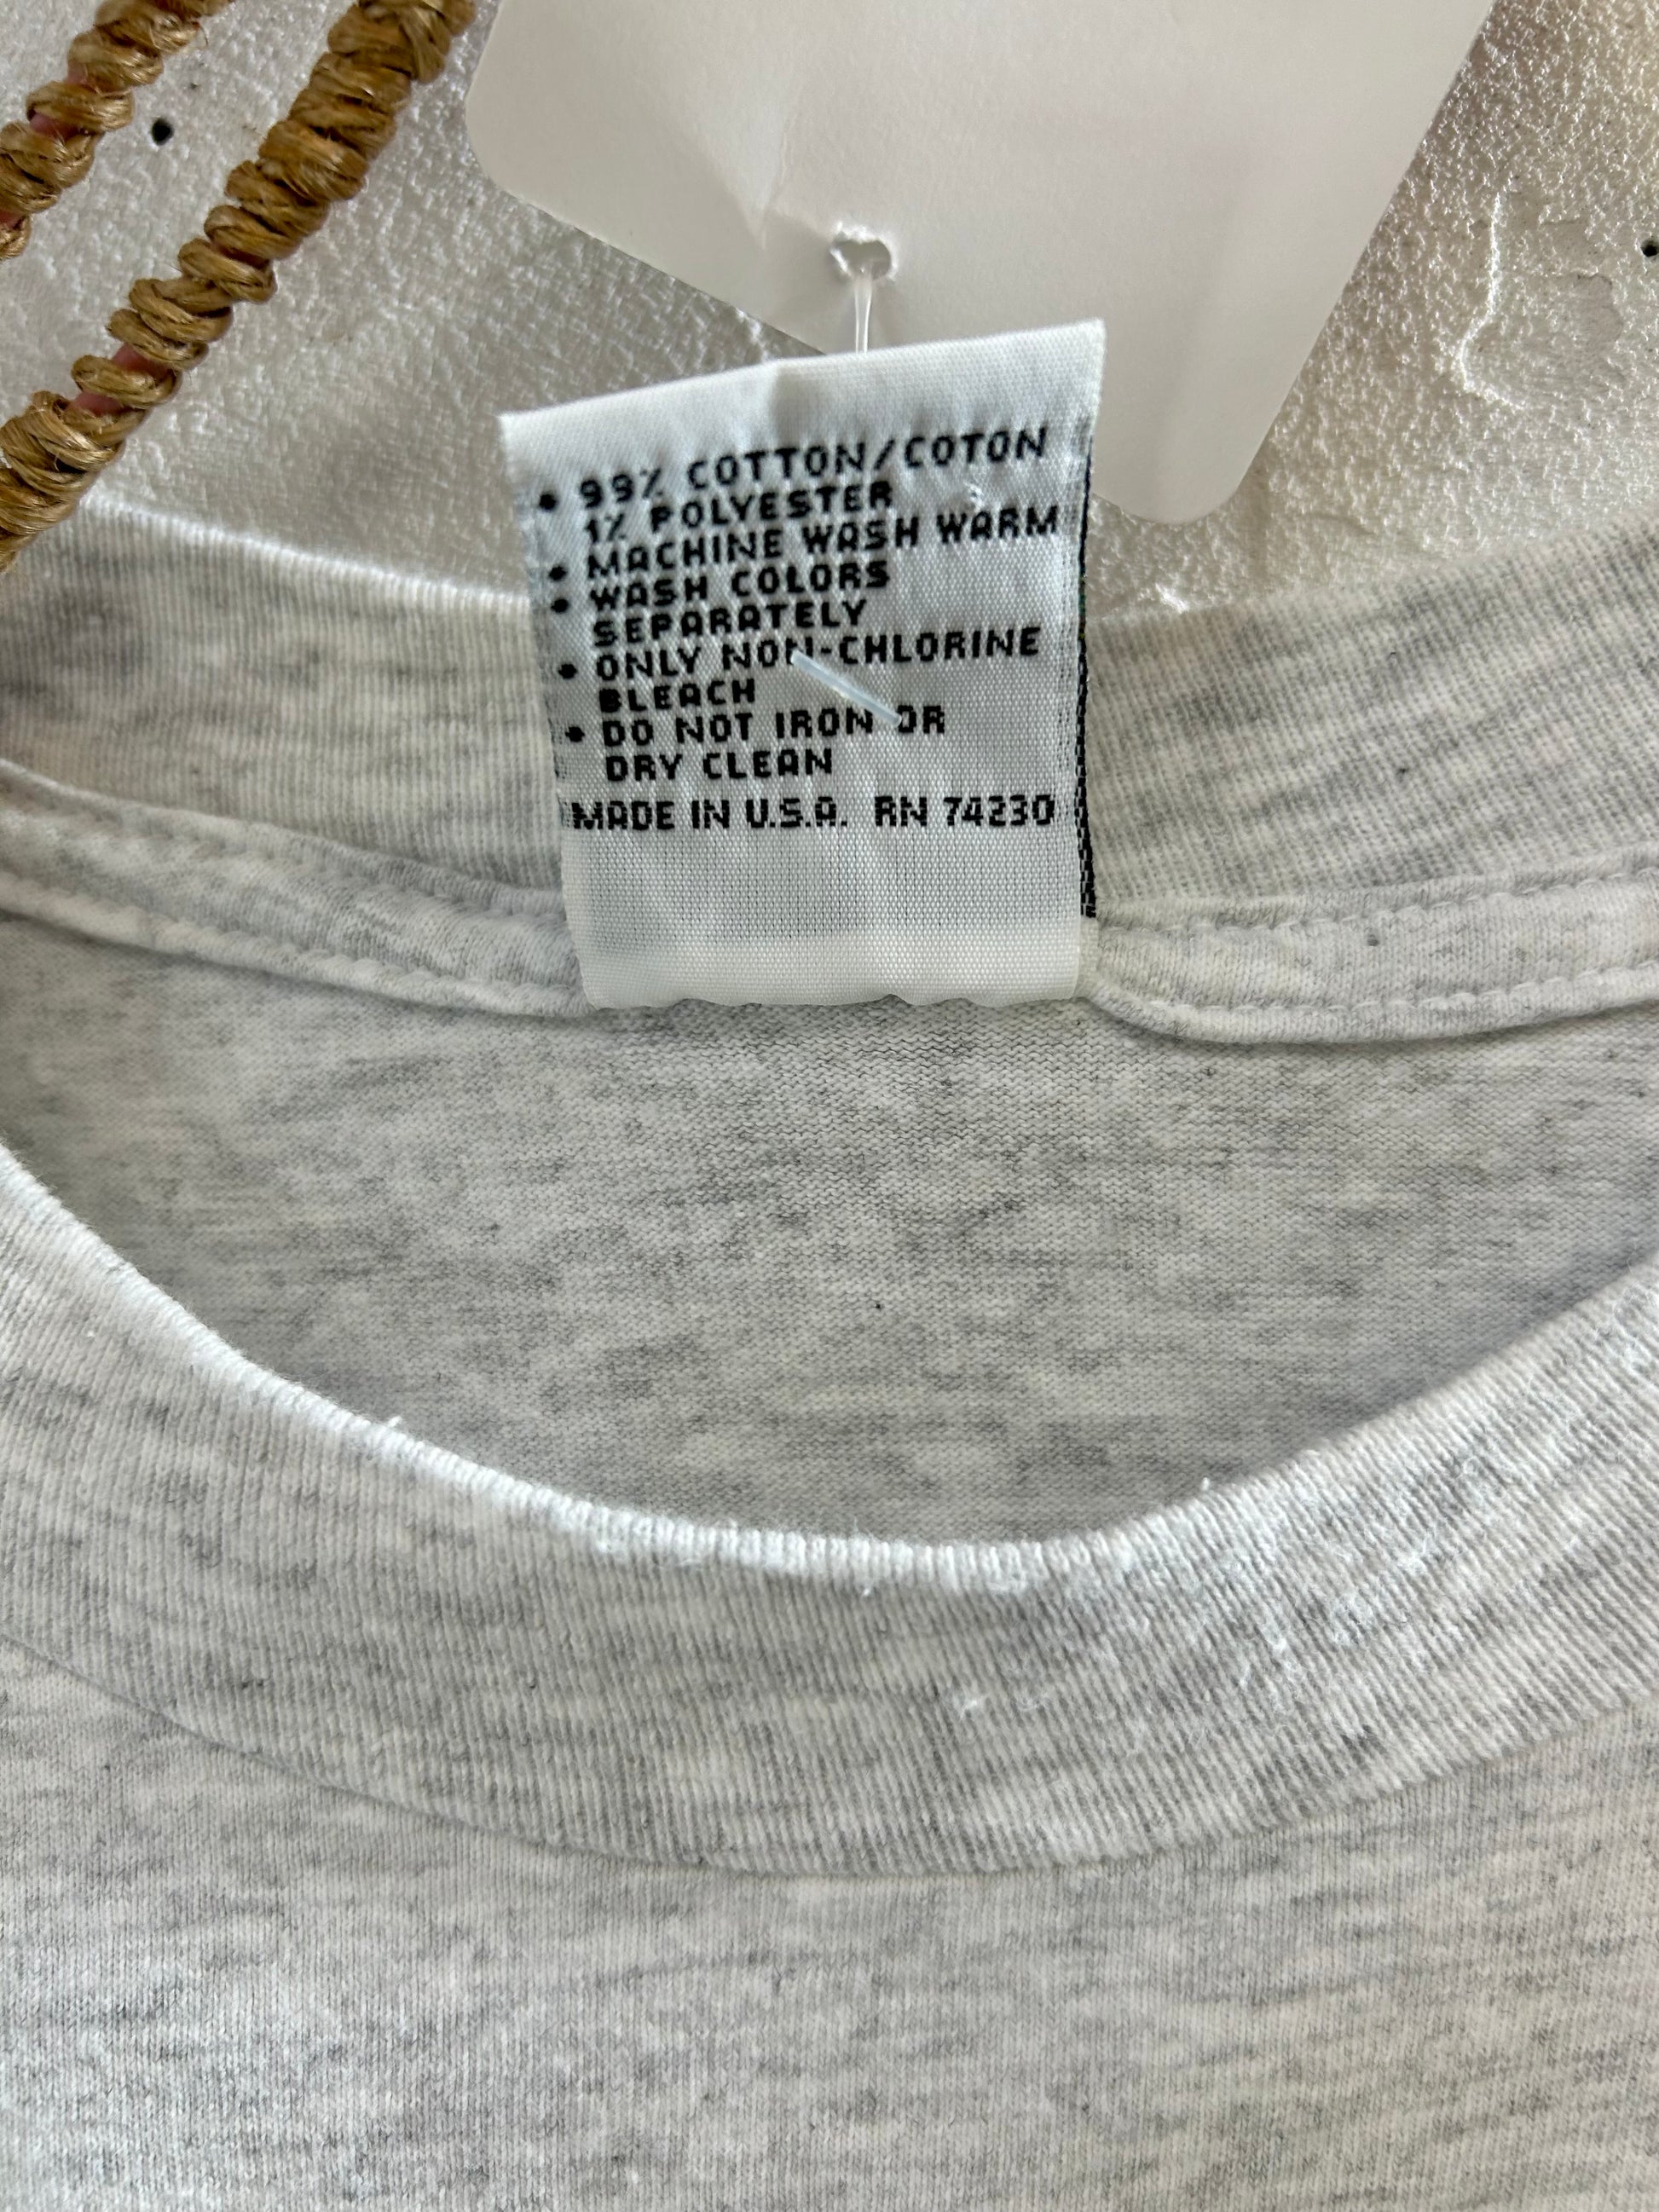 • 99% COTTON/COTON
1% POLYESTER
• MACHINE WASH WARM
• WASH COLORS
SEPARATELY
• ONLY NON-CHLORINE
BLEACH
• DO NOT IRON OR
DRY CLEAN
MADE IN U.S.A. RN 74230